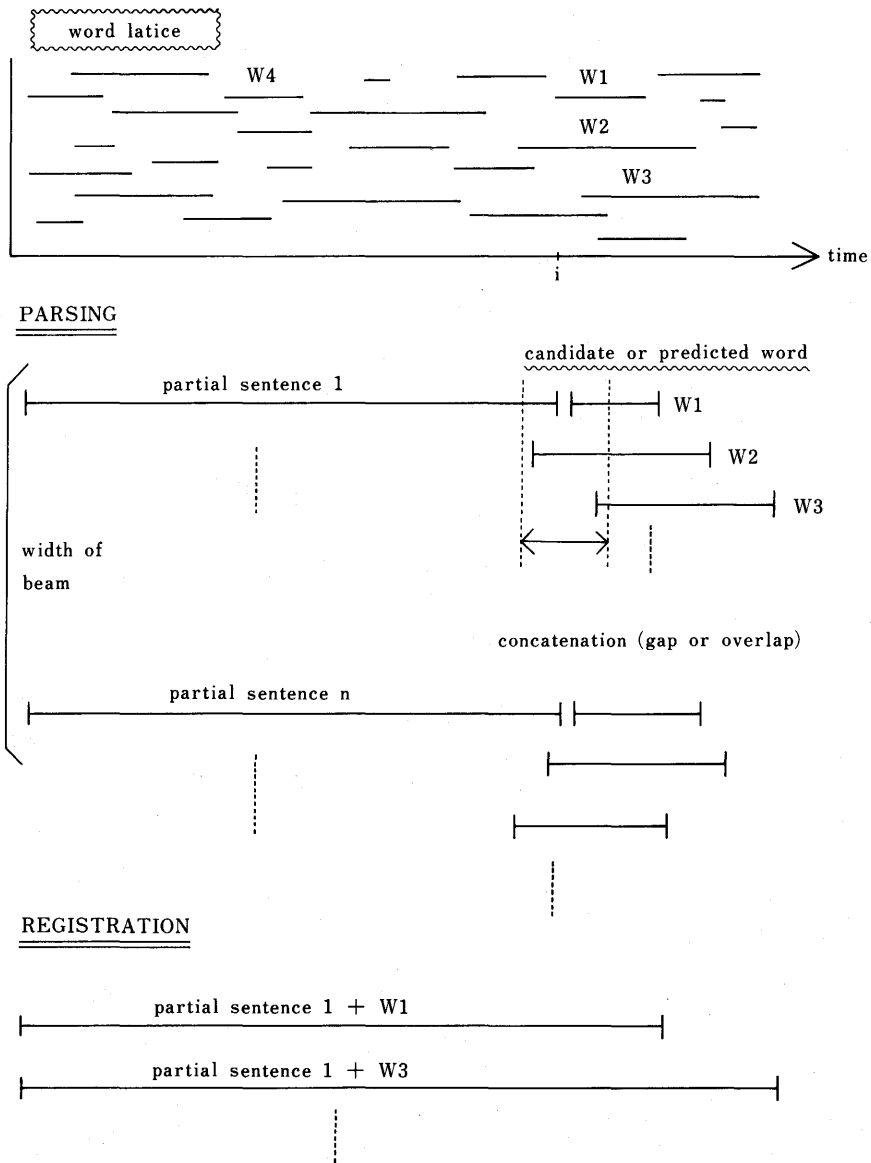 word latice
W4
W1
W2
W3
time
i
PARSING
candidate or predicted word
partial sentence 1
W1
W2
W3
width of
beam
concatenation (gap or overlap)
partial sentence n
REGISTRATION
partial sentence 1 + W1
partial sentence 1 + W3